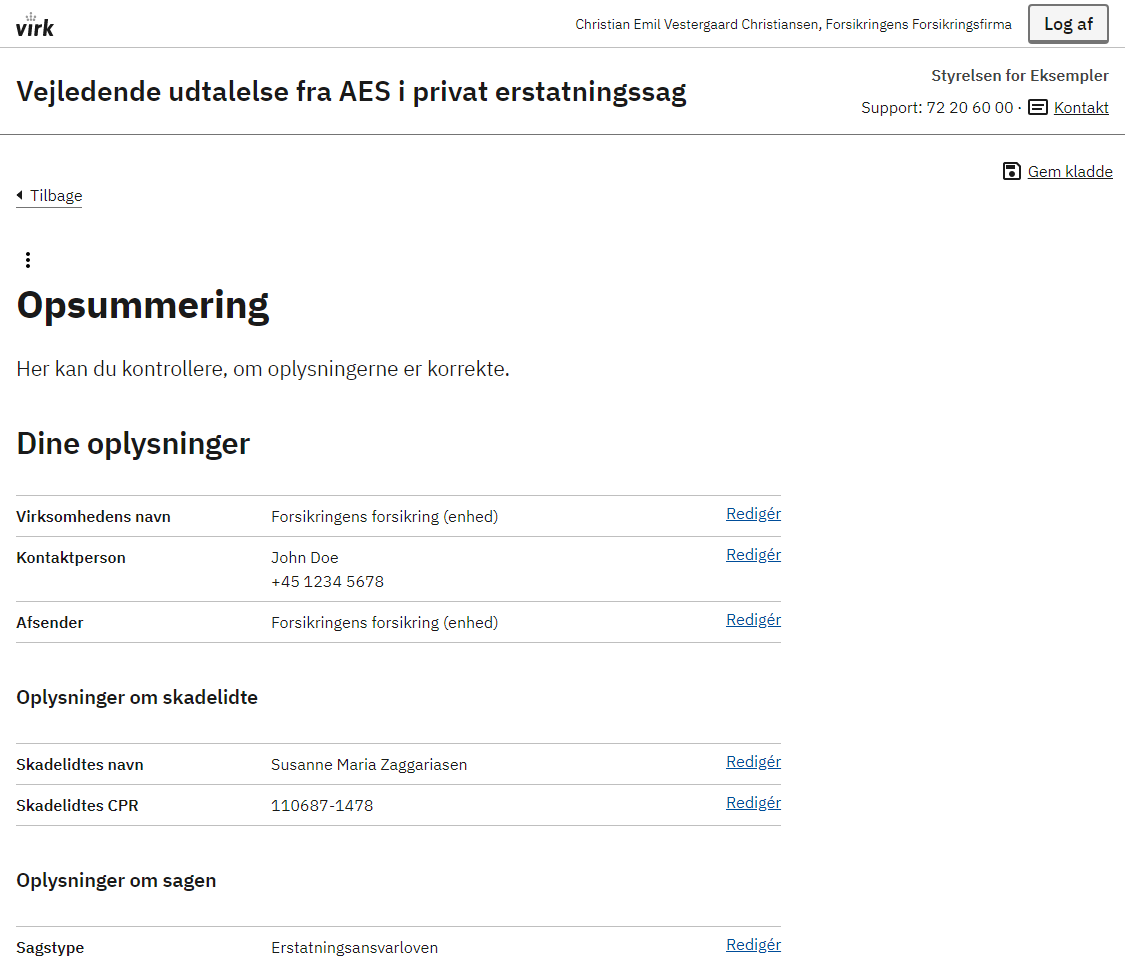 virk
Christian Emil Vestergaard Christiansen, Forsikringens Forsikringsfirma
Log af
Vejledende udtalelse fra AES i privat erstatningssag
Styrelsen for Eksempler
Support: 72 20 60 00 · Kontakt
Gem kladde
Tilbage
Opsummering
Her kan du kontrollere, om oplysningerne er korrekte.
Dine oplysninger
Virksomhedens navn Forsikringens forsikring (enhed) Redigér
Kontaktperson John Doe Redigér
+45 1234 5678
Afsender Forsikringens forsikring (enhed) Redigér
Oplysninger om skadelidte
Skadelidtes navn Susanne Maria Zaggariasen Redigér
Skadelidtes CPR 110687-1478 Redigér
Oplysninger om sagen
Sagstype Erstatningsansvarloven Redigér